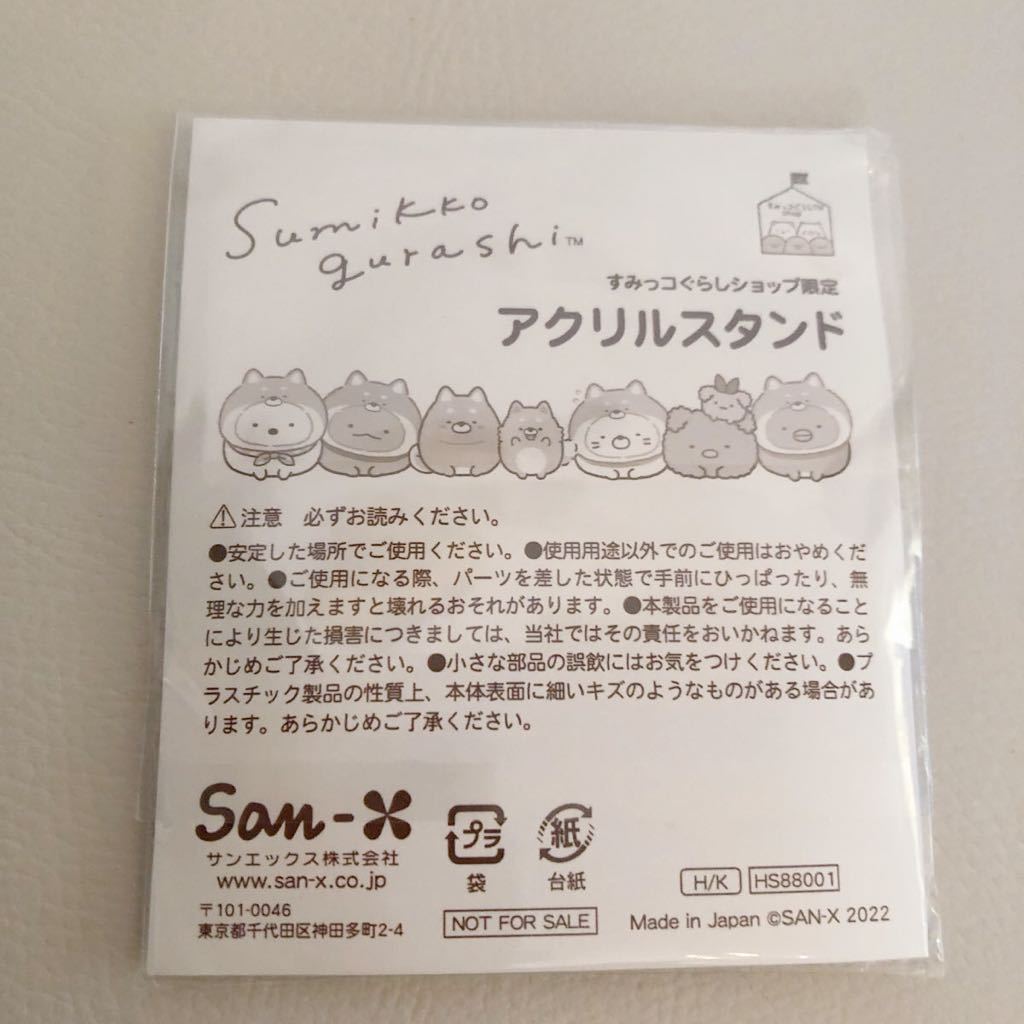 Sumikko
gurashi™
すみっコぐらし
SHOP
すみっコぐらしショップ限定
アクリルスタンド
⚠注意 必ずお読みください。
●安定した場所でご使用ください。●使用用途以外でのご使用はおやめくだ
さい。●ご使用になる際、パーツを差した状態で手前にひっぱったり、無
理な力を加えますと壊れるおそれがあります。●本製品をご使用になること
により生じた損害につきましては、当社ではその責任をおいかねます。あら
かじめご了承ください。●小さな部品の誤飲にはお気をつけください。●プ
ラスチック製品の性質上、本体表面に細いキズのようなものがある場合があ
ります。あらかじめご了承ください。
San-X
サンエックス株式会社
www.san-x.co.jp
〒101-0046
東京都千代田区神田多町2-4
プラ
袋
紙
台紙
NOT FOR SALE
H/K HS88001
Made in Japan ©SAN-X 2022